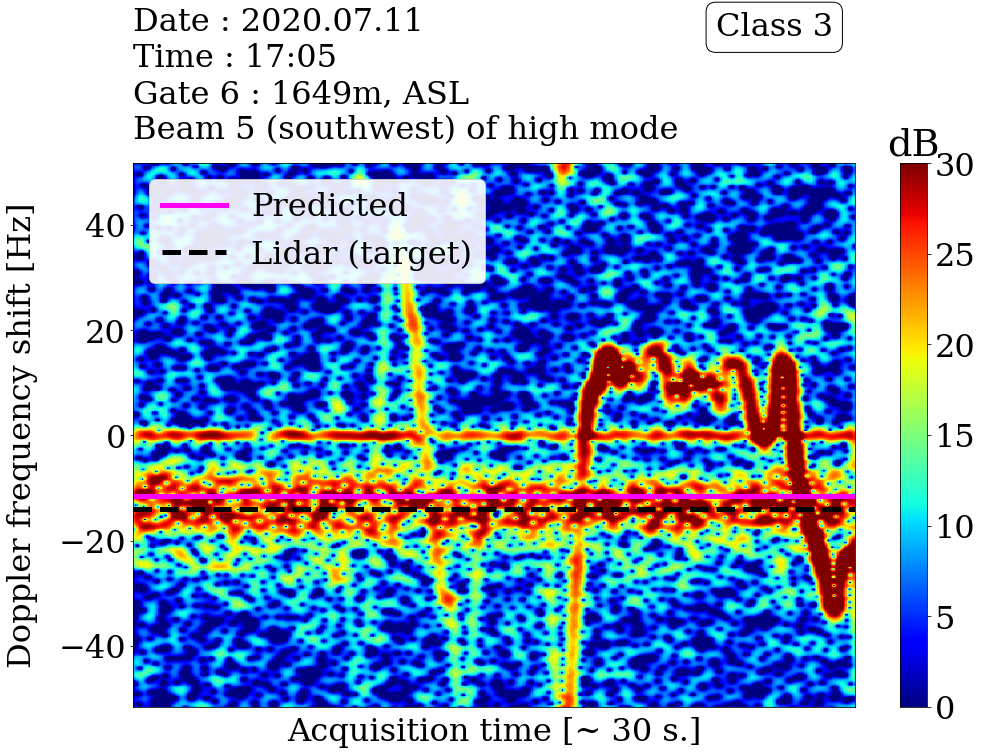 Date : 2020.07.11
Time : 17:05
Gate 6 : 1649m, ASL
Beam 5 (southwest) of high mode
Class 3
dB
Predicted
Lidar (target)
Doppler frequency shift [Hz]
40
20
0
−20
−40
30
25
20
15
10
5
0
Acquisition time [~ 30 s.]